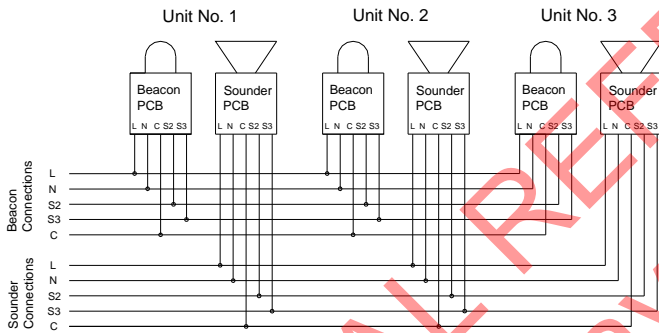 Unit No. 1 Unit No. 2 Unit No. 3
Beacon PCB Sounder PCB Beacon PCB Sounder PCB Beacon PCB Sounder PCB
L N C S2 S3 L N C S2 S3 L N C S2 S3 L N C S2 S3 L N C S2 S3 L N C S2 S3
Beacon Connections
L
N
S2
S3
C
Sounder Connections
L
N
S2
S3
C